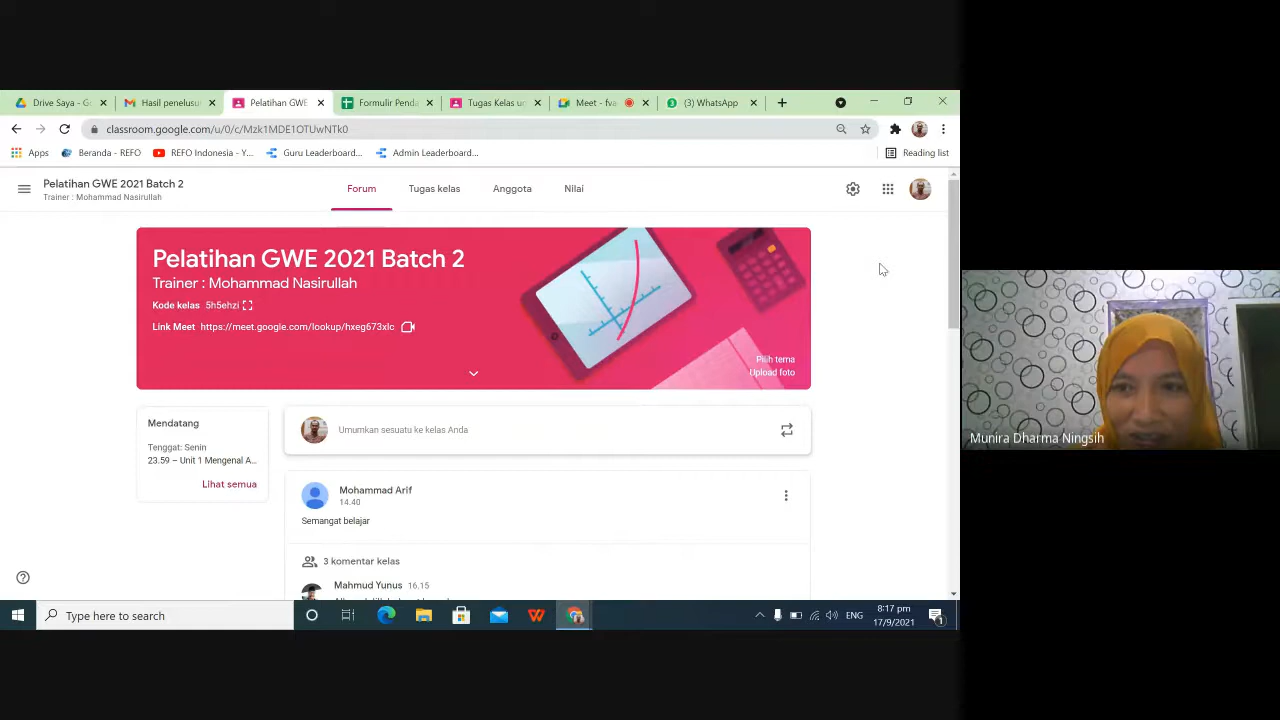 Drive Saya - Go
Hasil penelusu
Pelatihan GWE
Formulir Penda
Tugas Kelas uc
Meet - fva
(3) WhatsApp
classroom.google.com/u/0/c/Mzk1MDE1OTUwNTk0
Apps
Beranda - REFO
REFO Indonesia - Y...
Guru Leaderboard...
Admin Leaderboard...
Reading list
Pelatihan GWE 2021 Batch 2
Trainer : Mohammad Nasirullah
Forum
Tugas kelas
Anggota
Nilai
Pelatihan GWE 2021 Batch 2
Trainer : Mohammad Nasirullah
Kode kelas 5h5ehzi
Link Meet https://meet.google.com/lookup/hxeg673xlc
Pilih tema
Upload foto
Mendatang
Tenggat: Senin
23.59 – Unit 1 Mengenal A...
Lihat semua
Umumkan sesuatu ke kelas Anda
Mohammad Arif
14.40
Semangat belajar
3 komentar kelas
Mahmud Yunus 16.15
Munira Dharma Ningsih
Type here to search
ENG
8:17 pm
17/9/2021
1